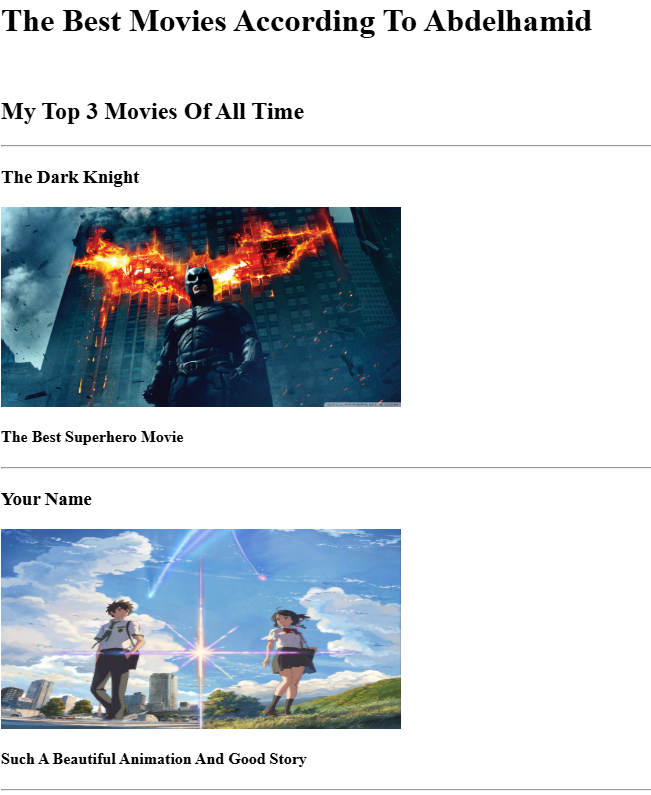 The Best Movies According To Abdelhamid
My Top 3 Movies Of All Time
The Dark Knight
The Best Superhero Movie
Your Name
Such A Beautiful Animation And Good Story